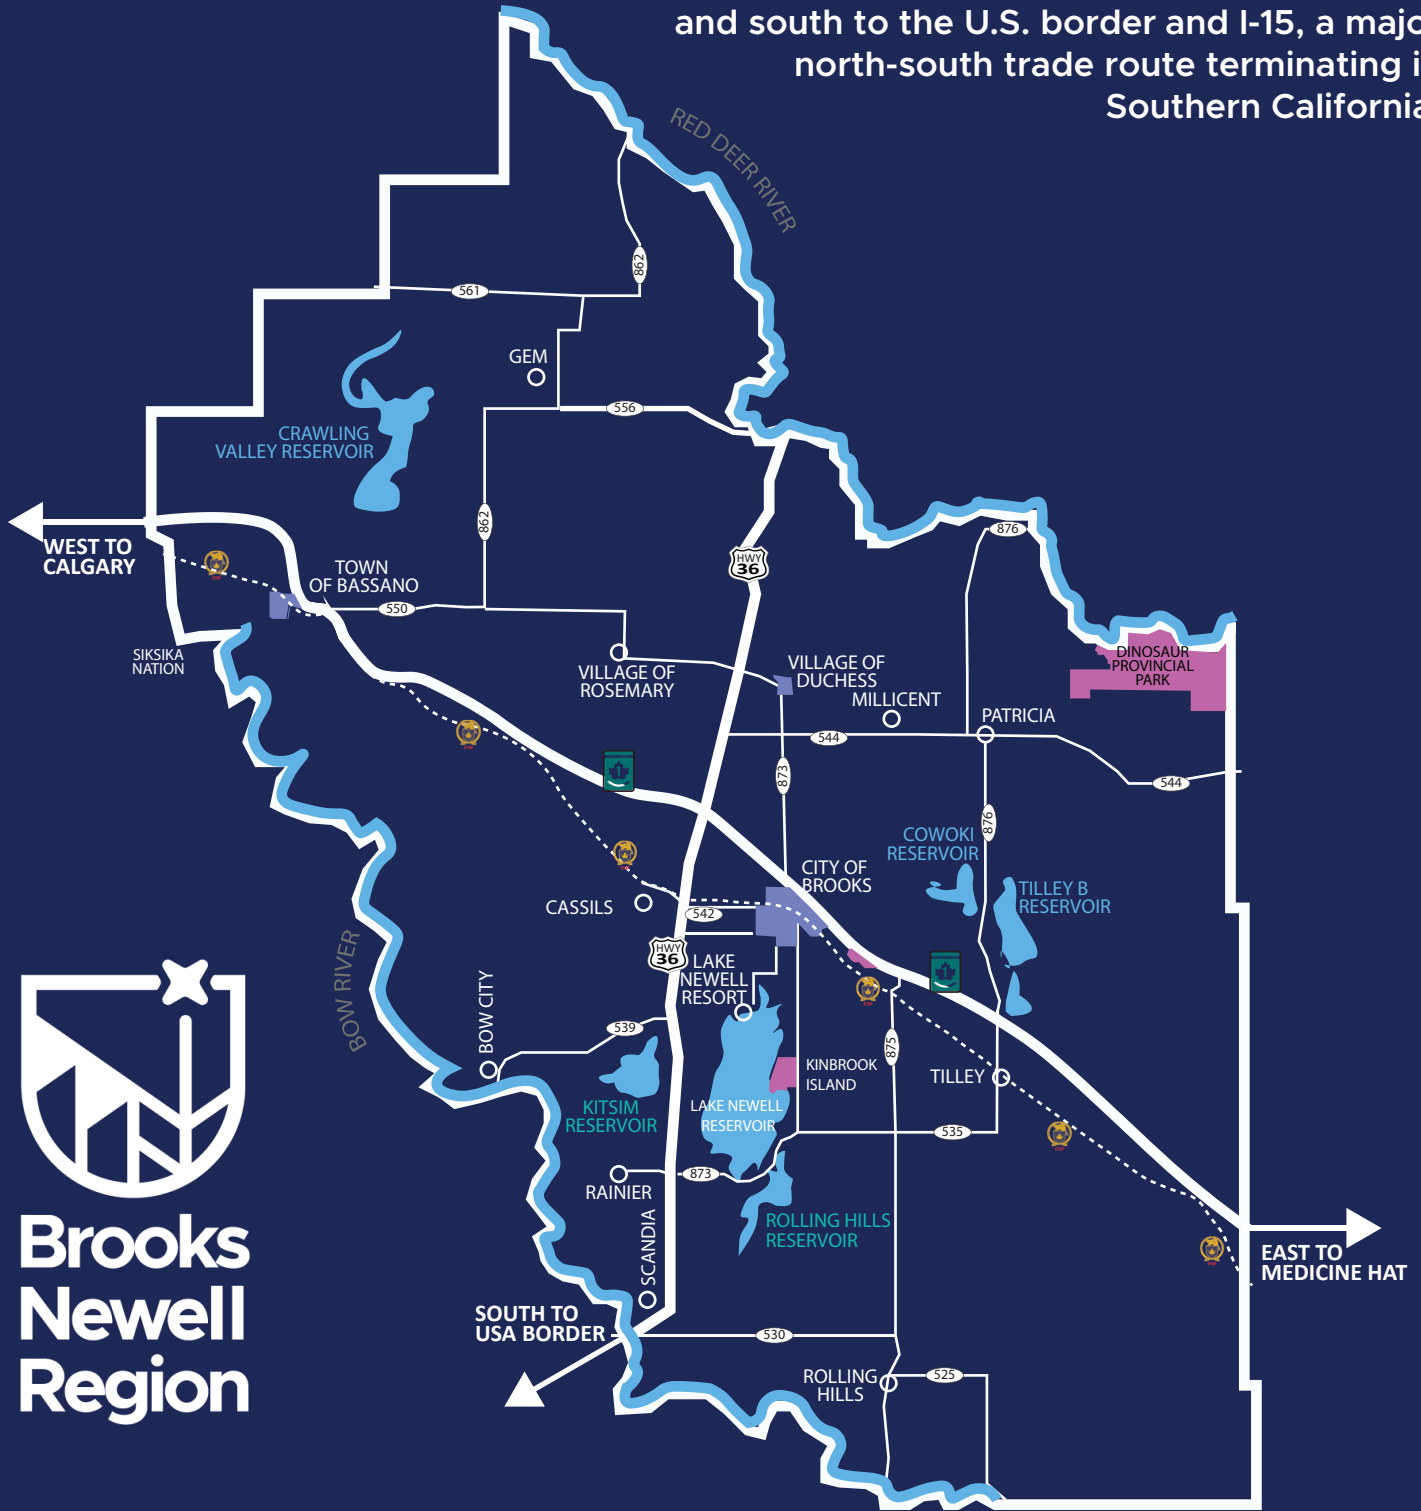 and south to the U.S. border and I-15, a majo
north-south trade route terminating i
Southern California
RED DEER RIVER
862
561
GEM
556
CRAWLING
VALLEY RESERVOIR
862
876
WEST TO
CALGARY
HWY
36
TOWN
OF BASSANO
550
SIKSIKA
NATION
VILLAGE OF
ROSEMARY
VILLAGE OF
DUCHESS
MILLICENT
PATRICIA
DINOSAUR
PROVINCIAL
PARK
544
544
873
1
876
COWOKI
RESERVOIR
CITY OF
BROOKS
TILLEY B
RESERVOIR
CASSILS
542
HWY
36
LAKE
NEWELL
RESORT
1
BOW RIVER
BOW CITY
539
875
KINBROOK
ISLAND
TILLEY
KITSIM
RESERVOIR
LAKE NEWELL
RESERVOIR
535
RAINIER
873
ROLLING HILLS
RESERVOIR
SCANDIA
EAST TO
MEDICINE HAT
SOUTH TO
USA BORDER
530
ROLLING
HILLS
525
Brooks
Newell
Region